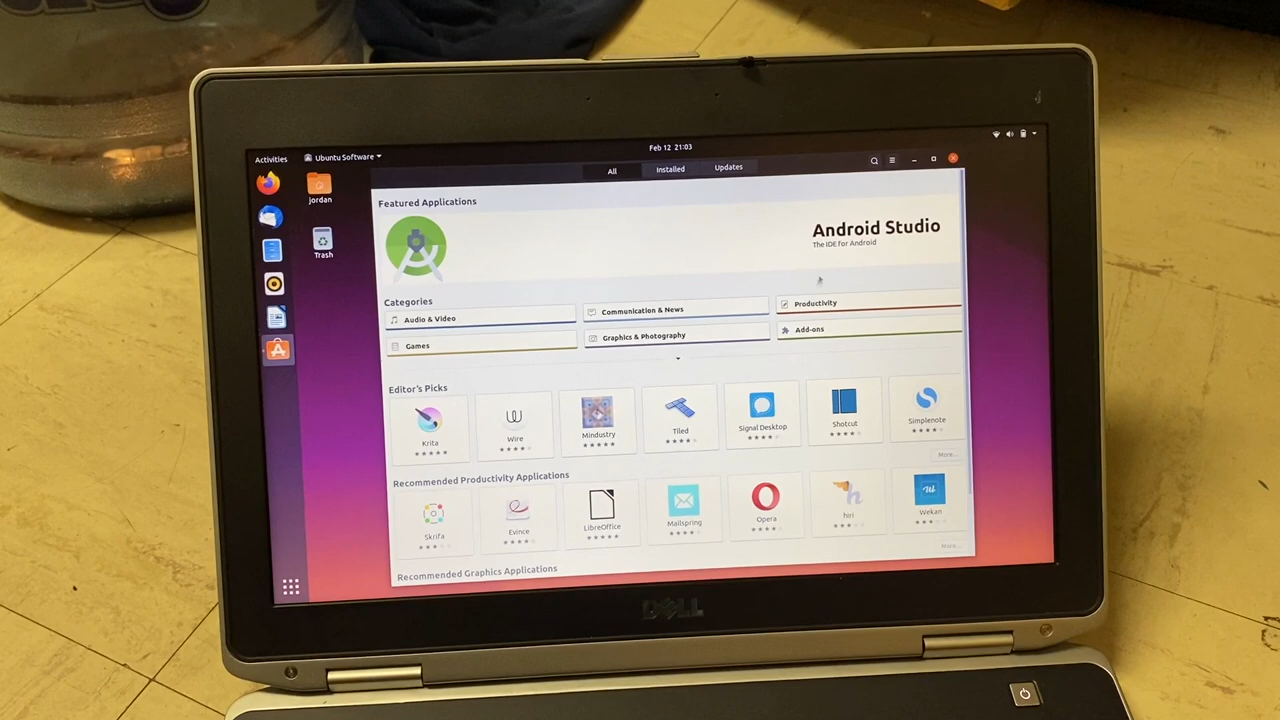 Activities
Ubuntu Software
Feb 12 21:03
All
Installed
Updates
jordan
Trash
Featured Applications
Android Studio
The IDE for Android
Categories
Audio & Video
Communication & News
Productivity
Games
Graphics & Photography
Add-ons
Editor's Picks
Krita
Wire
Mindustry
Tiled
Signal Desktop
Shotcut
Simplenote
More...
Recommended Productivity Applications
Skrifa
Evince
LibreOffice
Mailspring
Opera
hiri
Wekan
More...
Recommended Graphics Applications
DELL